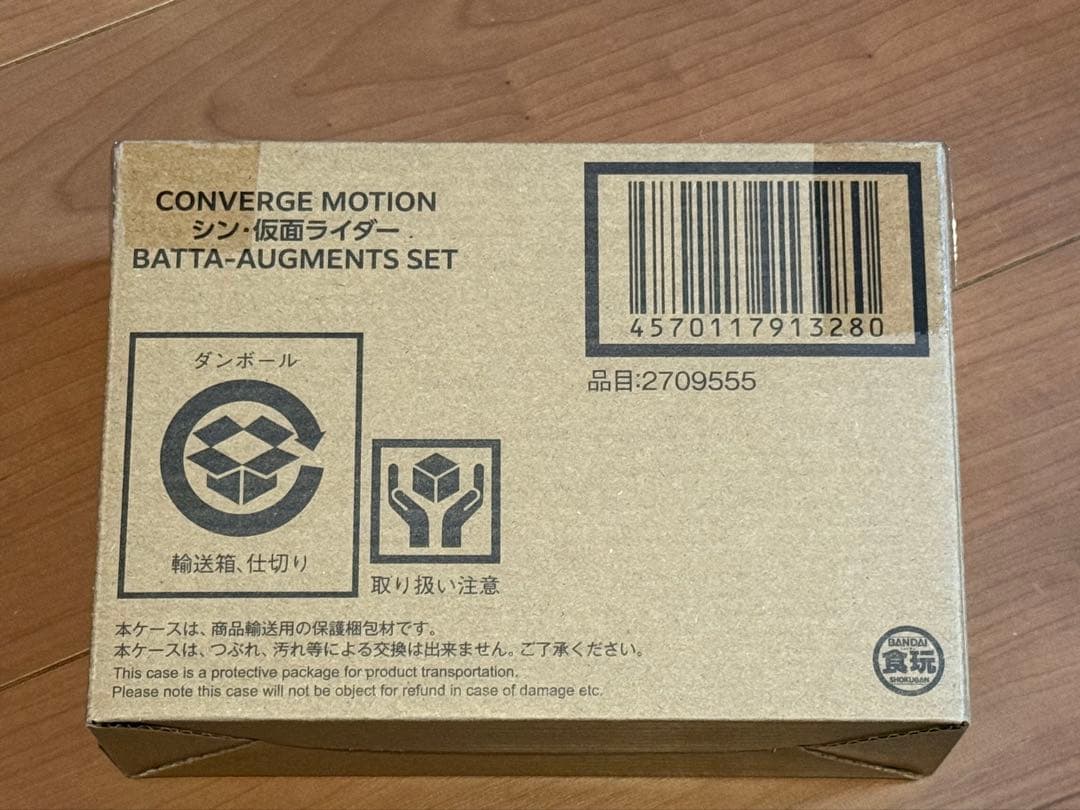 CONVERGE MOTION
シン・仮面ライダー
BATTA-AUGMENTS SET
4570117913280
品目:2709555
ダンボール
輸送箱、仕切り
取り扱い注意
本ケースは、商品輸送用の保護梱包材です。
本ケースは、つぶれ、汚れ等による交換は出来ません。ご了承ください。
This case is a protective package for product transportation.
Please note this case will not be object for refund in case of damage etc.
BANDAI
食玩
SHOKUGAN